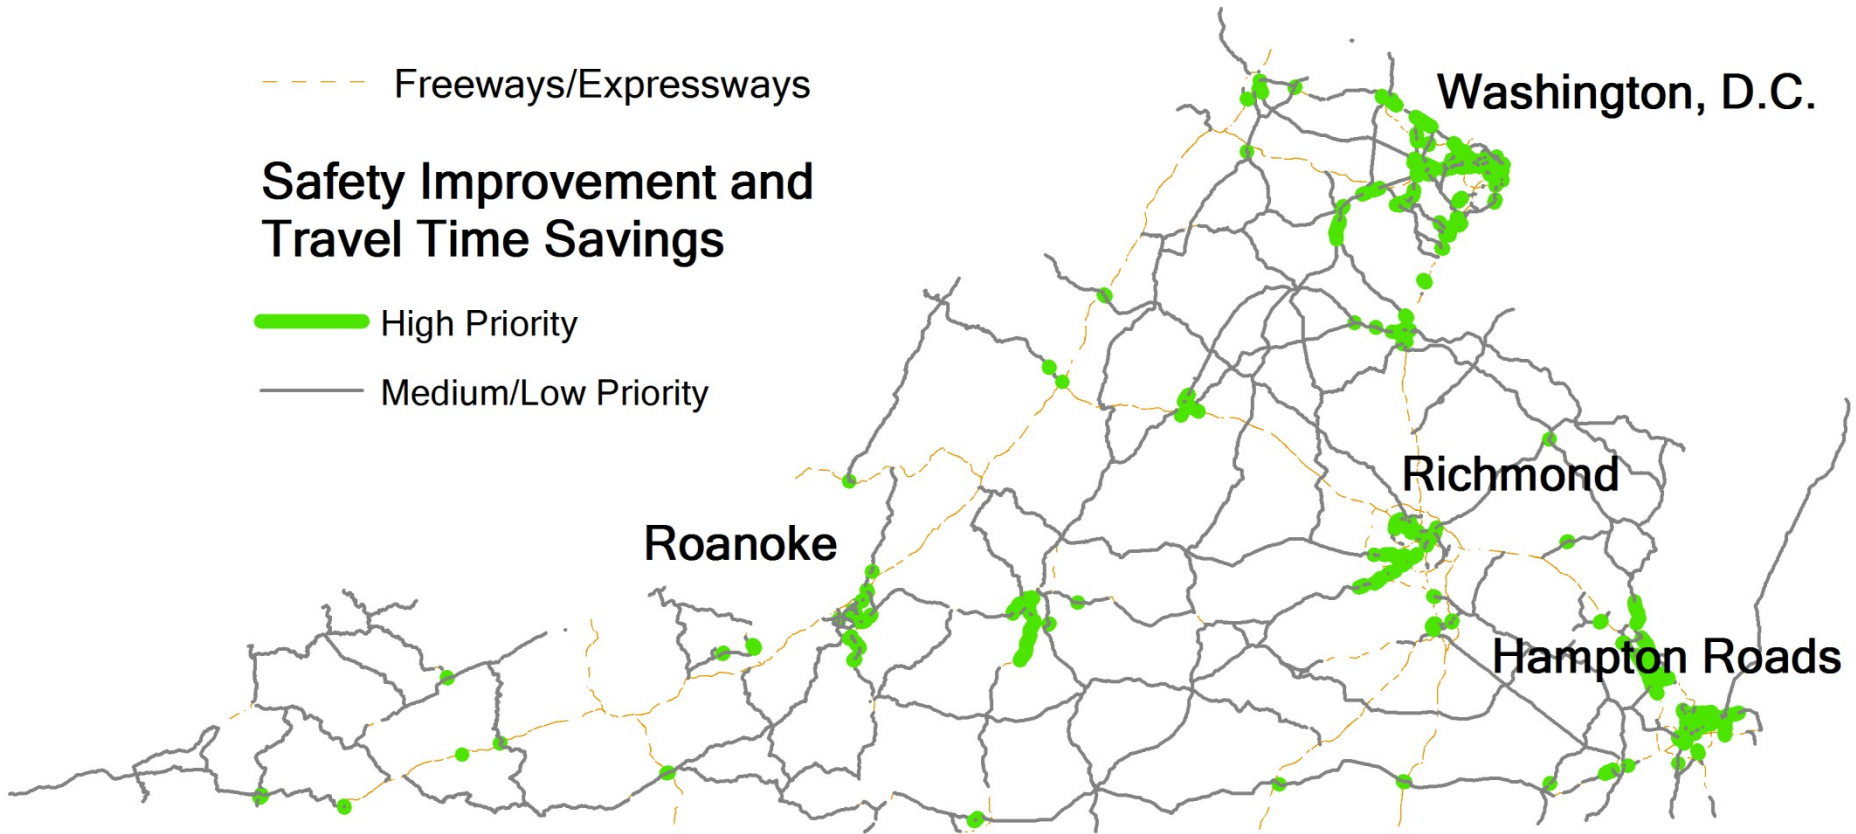 Freeways/Expressways
Safety Improvement and
Travel Time Savings
High Priority
Medium/Low Priority
Washington, D.C.
Richmond
Roanoke
Hampton Roads